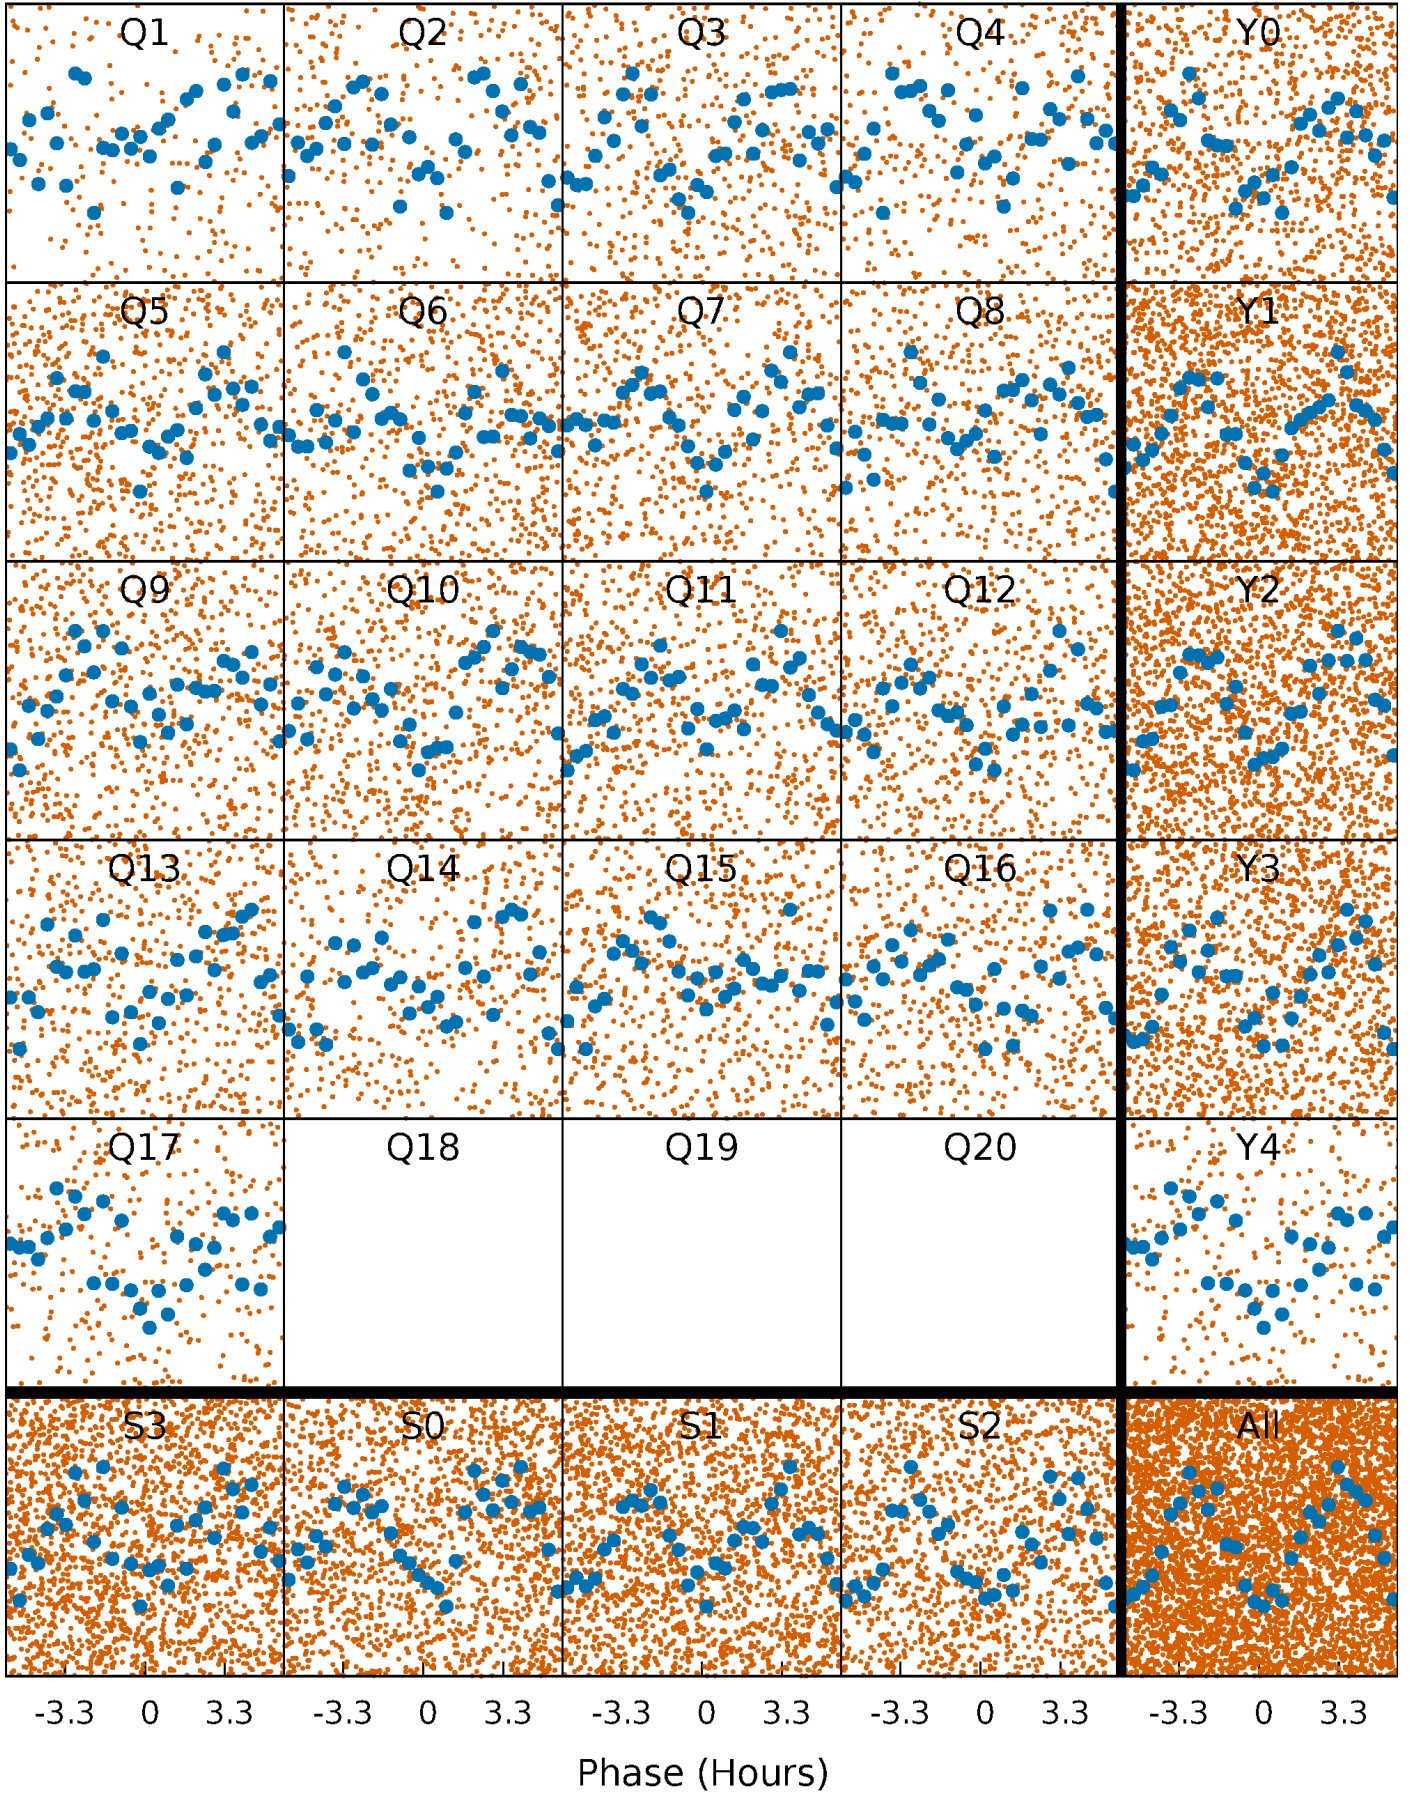 Q1 Q2 Q3 Q4 Y0
Q5 Q6 Q7 Q8 Y1
Q9 Q10 Q11 Q12 Y2
Q13 Q14 Q15 Q16 Y3
Q17 Q18 Q19 Q20 Y4
S3 S0 S1 S2 All
-3.3 0 3.3 -3.3 0 3.3 -3.3 0 3.3 -3.3 0 3.3 -3.3 0 3.3
Phase (Hours)